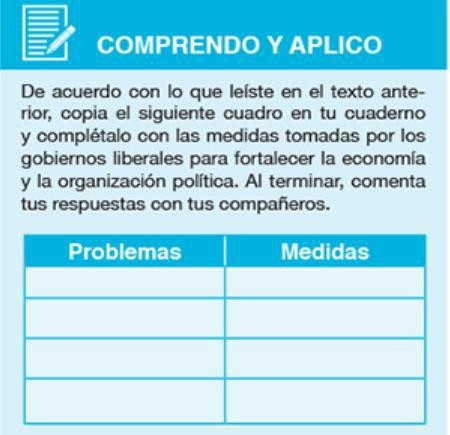 COMPRENDO Y APLICO
De acuerdo con lo que leíste en el texto ante-
rior, copia el siguiente cuadro en tu cuaderno
y complétalo con las medidas tomadas por los
gobiernos liberales para fortalecer la economía
y la organización política. Al terminar, comenta
tus respuestas con tus compañeros.
Problemas Medidas